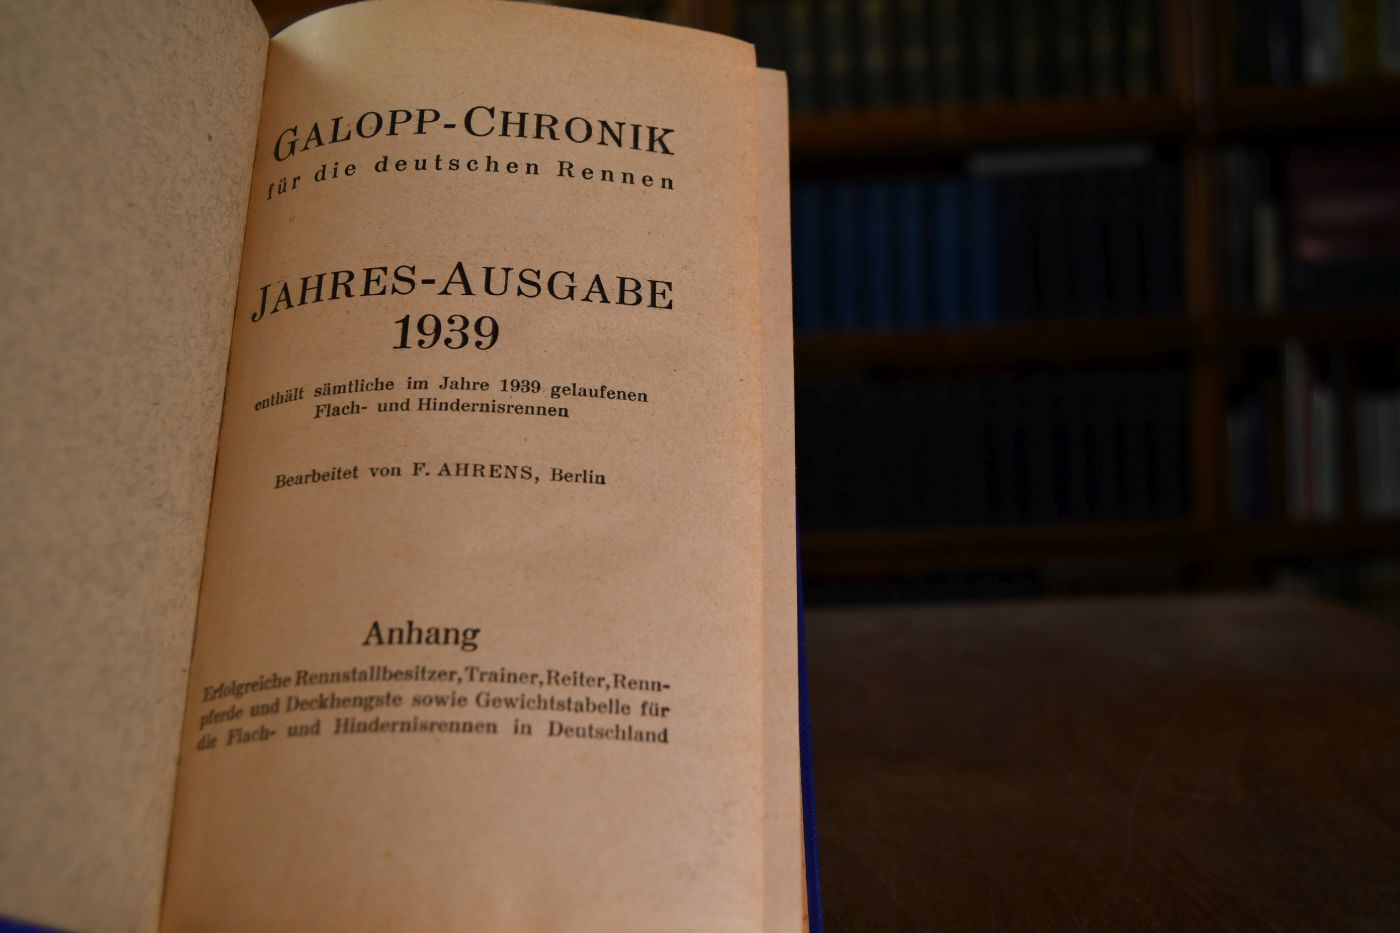 GALOPP-CHRONIK
für die deutschen Rennen
JAHRES-AUSGABE
1939
enthält sämtliche im Jahre 1939 gelaufenen
Flach- und Hindernisrennen
Bearbeitet von F. AHRENS, Berlin
Anhang
Erfolgreiche Rennstallbesitzer, Trainer, Reiter, Renn-
pferde und Deckhengste sowie Gewichtstabelle für
die Flach- und Hindernisrennen in Deutschland